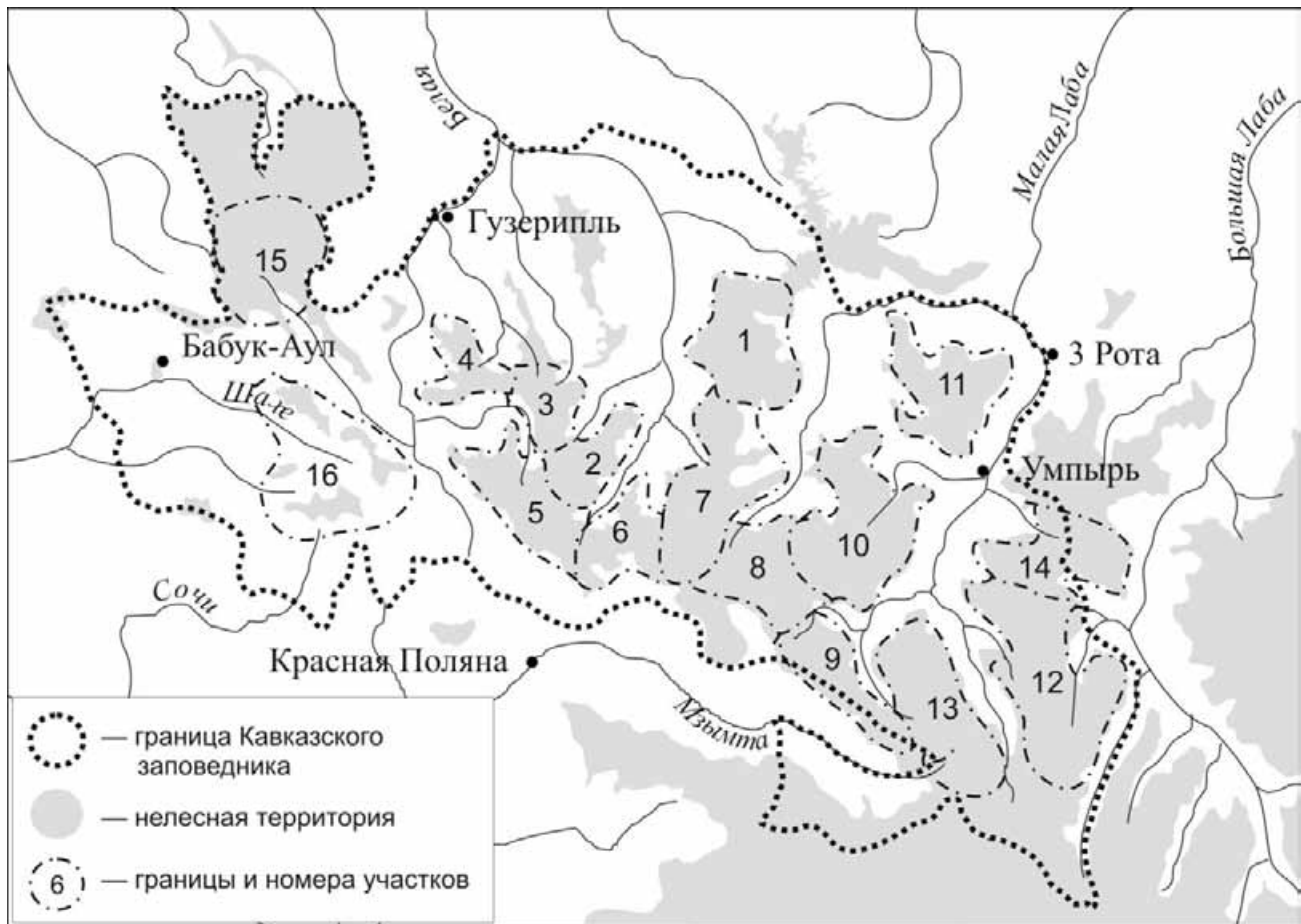 Белая
Малая Лаба
Большая Лаба
Гузерипль
15
1
Бабук-Аул
4
3 Рота
11
Шахе
3
2
16
Умпырь
5
7
6
10
8
14
Сочи
Красная Поляна
9
12
13
Мзымта
— граница Кавказского
заповедника
— нелесная территория
6
— границы и номера участков